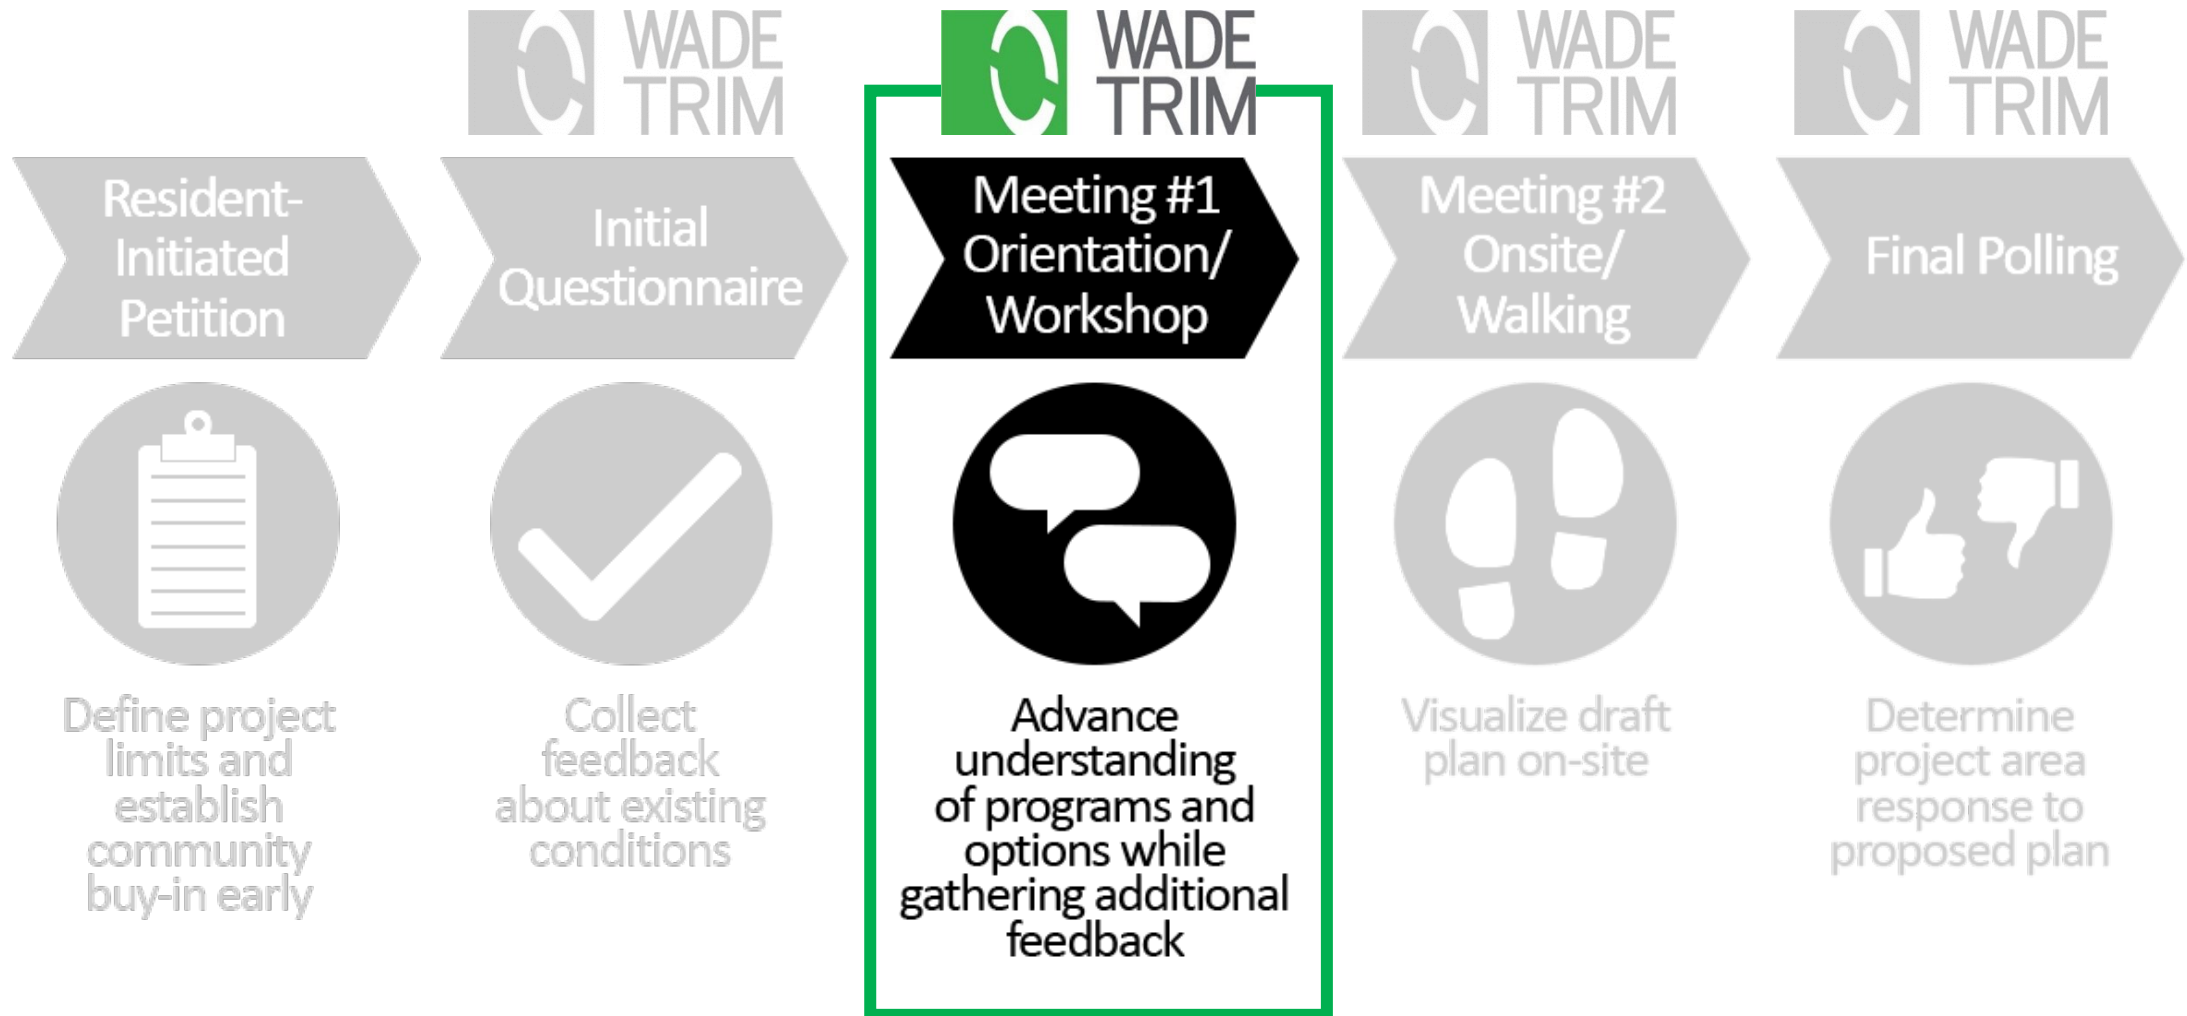 WADE
TRIM
WADE
TRIM
WADE
TRIM
WADE
TRIM
Resident-
Initiated
Petition
Initial
Questionnaire
Meeting #1
Orientation/
Workshop
Meeting #2
Onsite/
Walking
Final Polling
Define project
limits and
establish
community
buy-in early
Collect
feedback
about existing
conditions
Advance
understanding
of programs and
options while
gathering additional
feedback
Visualize draft
plan on-site
Determine
project area
response to
proposed plan